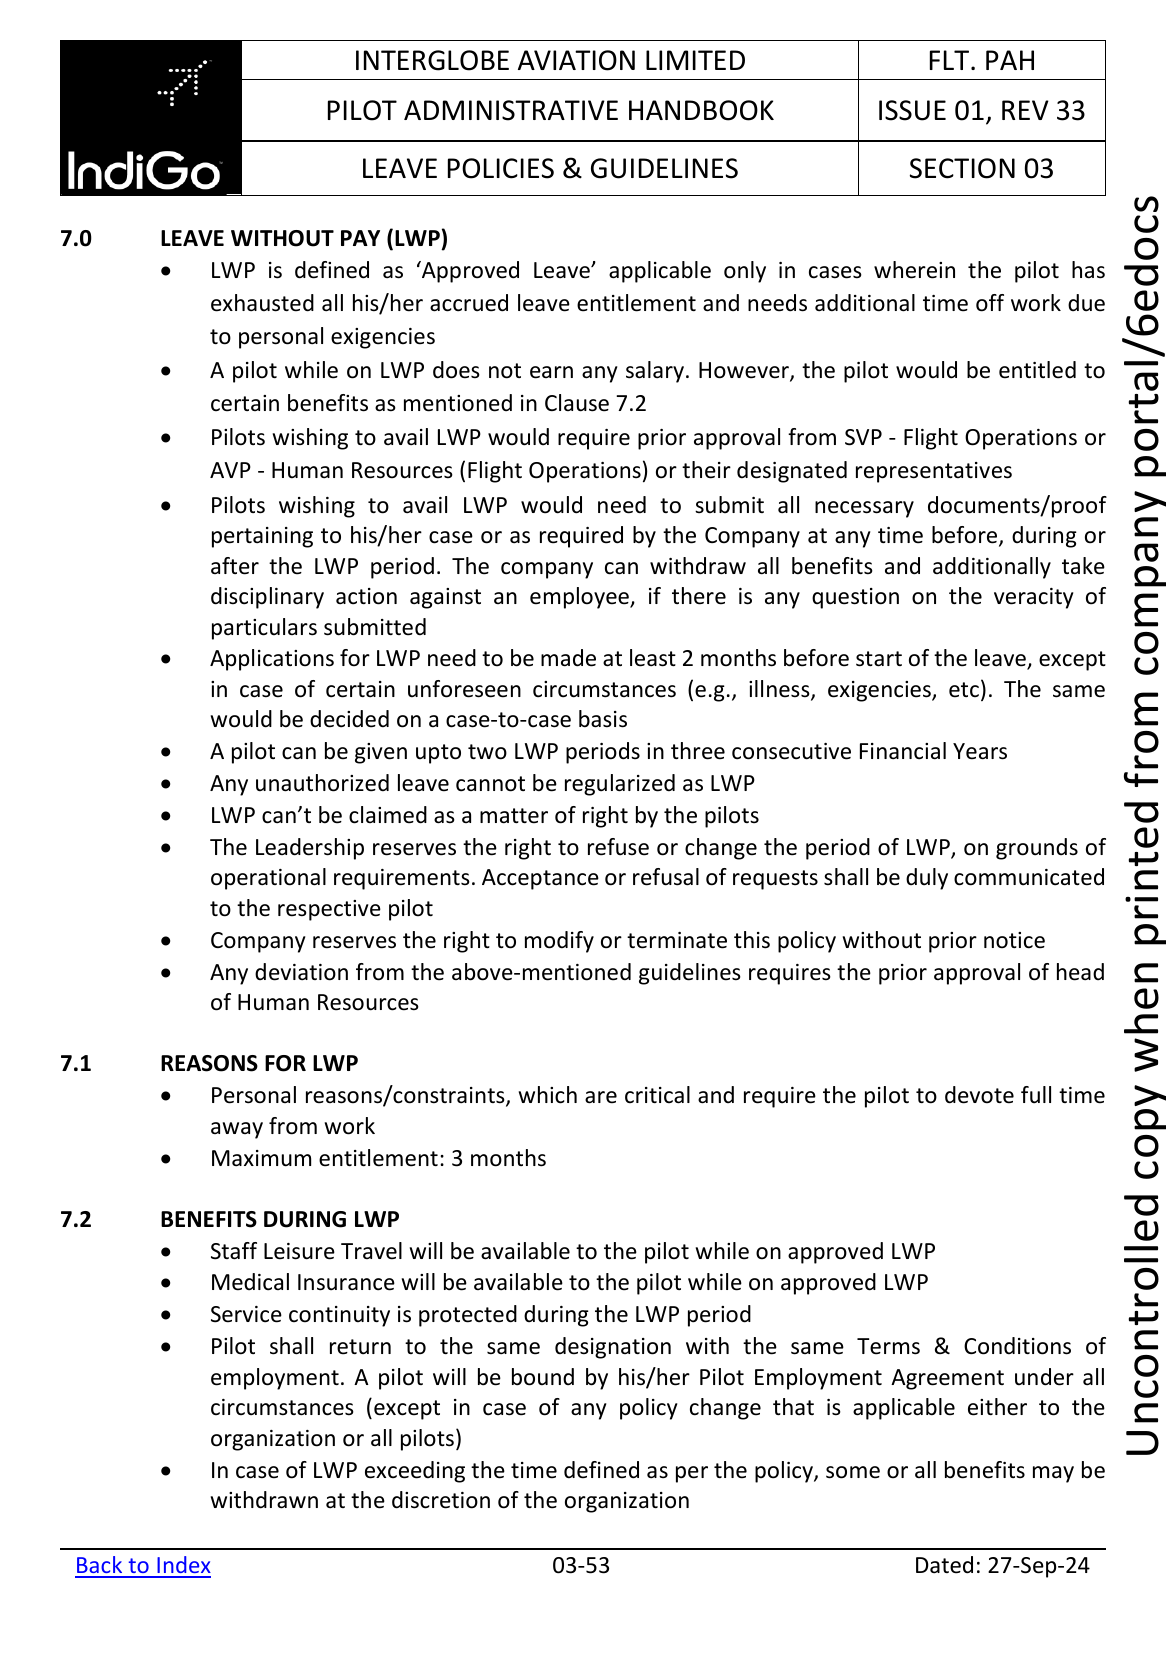 INTERGLOBE AVIATION LIMITED
FLT. PAH
PILOT ADMINISTRATIVE HANDBOOK
ISSUE 01, REV 33
IndiGo
LEAVE POLICIES & GUIDELINES
SECTION 03
7.0 LEAVE WITHOUT PAY (LWP)
• LWP is defined as ‘Approved Leave’ applicable only in cases wherein the pilot has
exhausted all his/her accrued leave entitlement and needs additional time off work due
to personal exigencies
• A pilot while on LWP does not earn any salary. However, the pilot would be entitled to
certain benefits as mentioned in Clause 7.2
• Pilots wishing to avail LWP would require prior approval from SVP - Flight Operations or
AVP - Human Resources (Flight Operations) or their designated representatives
• Pilots wishing to avail LWP would need to submit all necessary documents/proof
pertaining to his/her case or as required by the Company at any time before, during or
after the LWP period. The company can withdraw all benefits and additionally take
disciplinary action against an employee, if there is any question on the veracity of
particulars submitted
• Applications for LWP need to be made at least 2 months before start of the leave, except
in case of certain unforeseen circumstances (e.g., illness, exigencies, etc). The same
would be decided on a case-to-case basis
• A pilot can be given upto two LWP periods in three consecutive Financial Years
• Any unauthorized leave cannot be regularized as LWP
• LWP can’t be claimed as a matter of right by the pilots
• The Leadership reserves the right to refuse or change the period of LWP, on grounds of
operational requirements. Acceptance or refusal of requests shall be duly communicated
to the respective pilot
• Company reserves the right to modify or terminate this policy without prior notice
• Any deviation from the above-mentioned guidelines requires the prior approval of head
of Human Resources
7.1 REASONS FOR LWP
• Personal reasons/constraints, which are critical and require the pilot to devote full time
away from work
• Maximum entitlement: 3 months
7.2 BENEFITS DURING LWP
• Staff Leisure Travel will be available to the pilot while on approved LWP
• Medical Insurance will be available to the pilot while on approved LWP
• Service continuity is protected during the LWP period
• Pilot shall return to the same designation with the same Terms & Conditions of
employment. A pilot will be bound by his/her Pilot Employment Agreement under all
circumstances (except in case of any policy change that is applicable either to the
organization or all pilots)
• In case of LWP exceeding the time defined as per the policy, some or all benefits may be
withdrawn at the discretion of the organization
Back to Index
03-53
Dated: 27-Sep-24
Uncontrolled copy when printed from company portal/6edocs